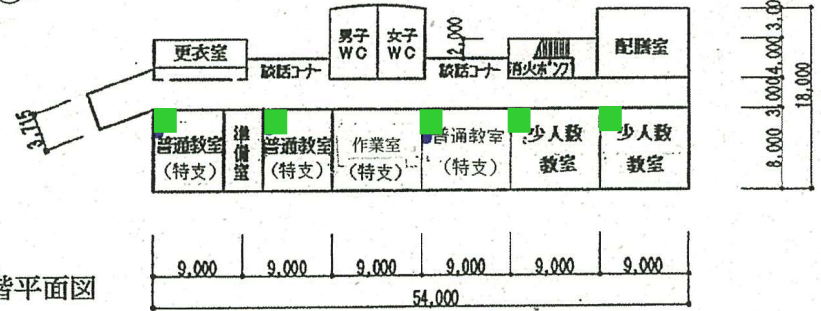 更衣室
談話コーナー
男子
WC
女子
WC
2,000
談話コーナー
消火ポンプ
配膳室
3,715
普通教室
(特支)
準備室
普通教室
(特支)
作業室
(特支)
普通教室
(特支)
少人数
教室
少人数
教室
3,00
4,000
3,000
8,000
18,000
9,000
9,000
9,000
9,000
9,000
9,000
54,000
階平面図